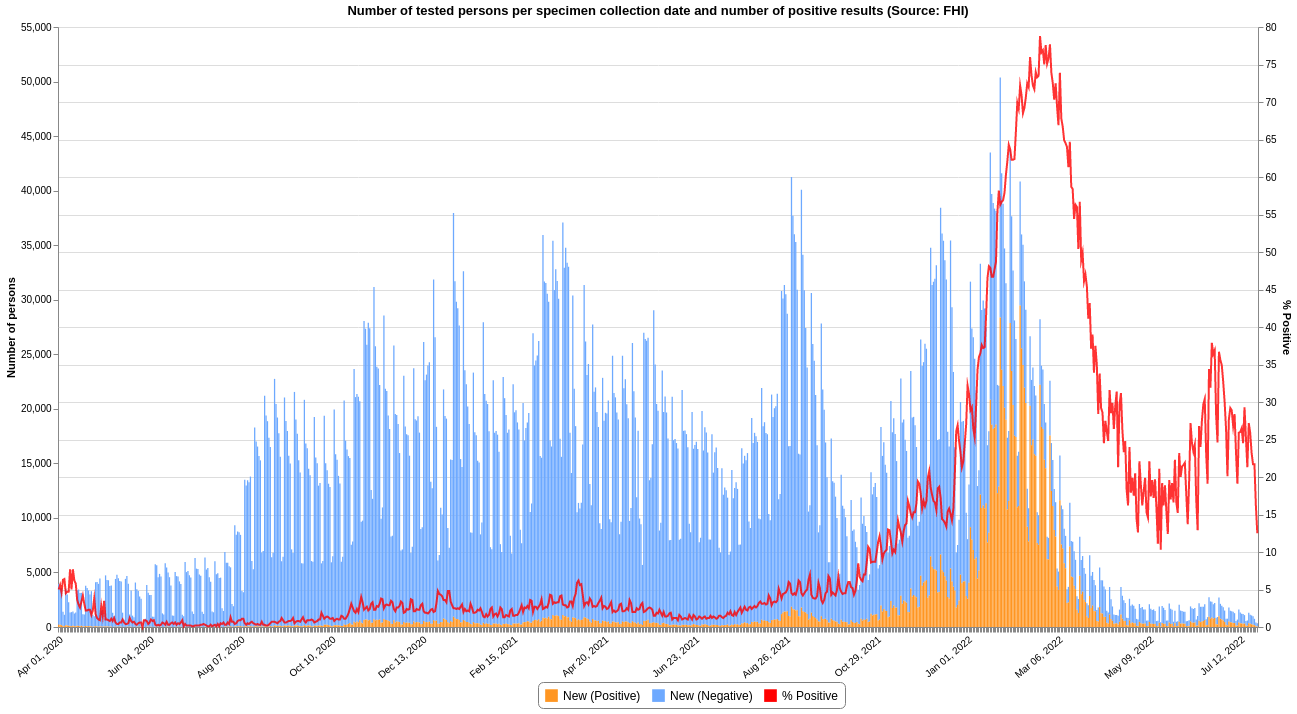 Number of tested persons per specimen collection date and number of positive results (Source: FHI)
55,000
50,000
45,000
40,000
35,000
30,000
25,000
20,000
15,000
10,000
5,000
0
Number of persons
80
75
70
65
60
55
50
45
40
35
30
25
20
15
10
5
0
% Positive
Apr 01, 2020
Jun 04, 2020
Aug 07, 2020
Oct 10, 2020
Dec 13, 2020
Feb 15, 2021
Apr 20, 2021
Jun 23, 2021
Aug 26, 2021
Oct 29, 2021
Jan 01, 2022
Mar 06, 2022
May 09, 2022
Jul 12, 2022
New (Positive) New (Negative) % Positive